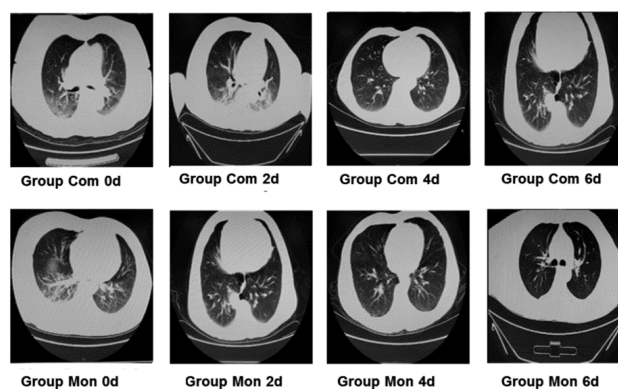 Group Com 0d
Group Com 2d
Group Com 4d
Group Com 6d
Group Mon 0d
Group Mon 2d
Group Mon 4d
Group Mon 6d